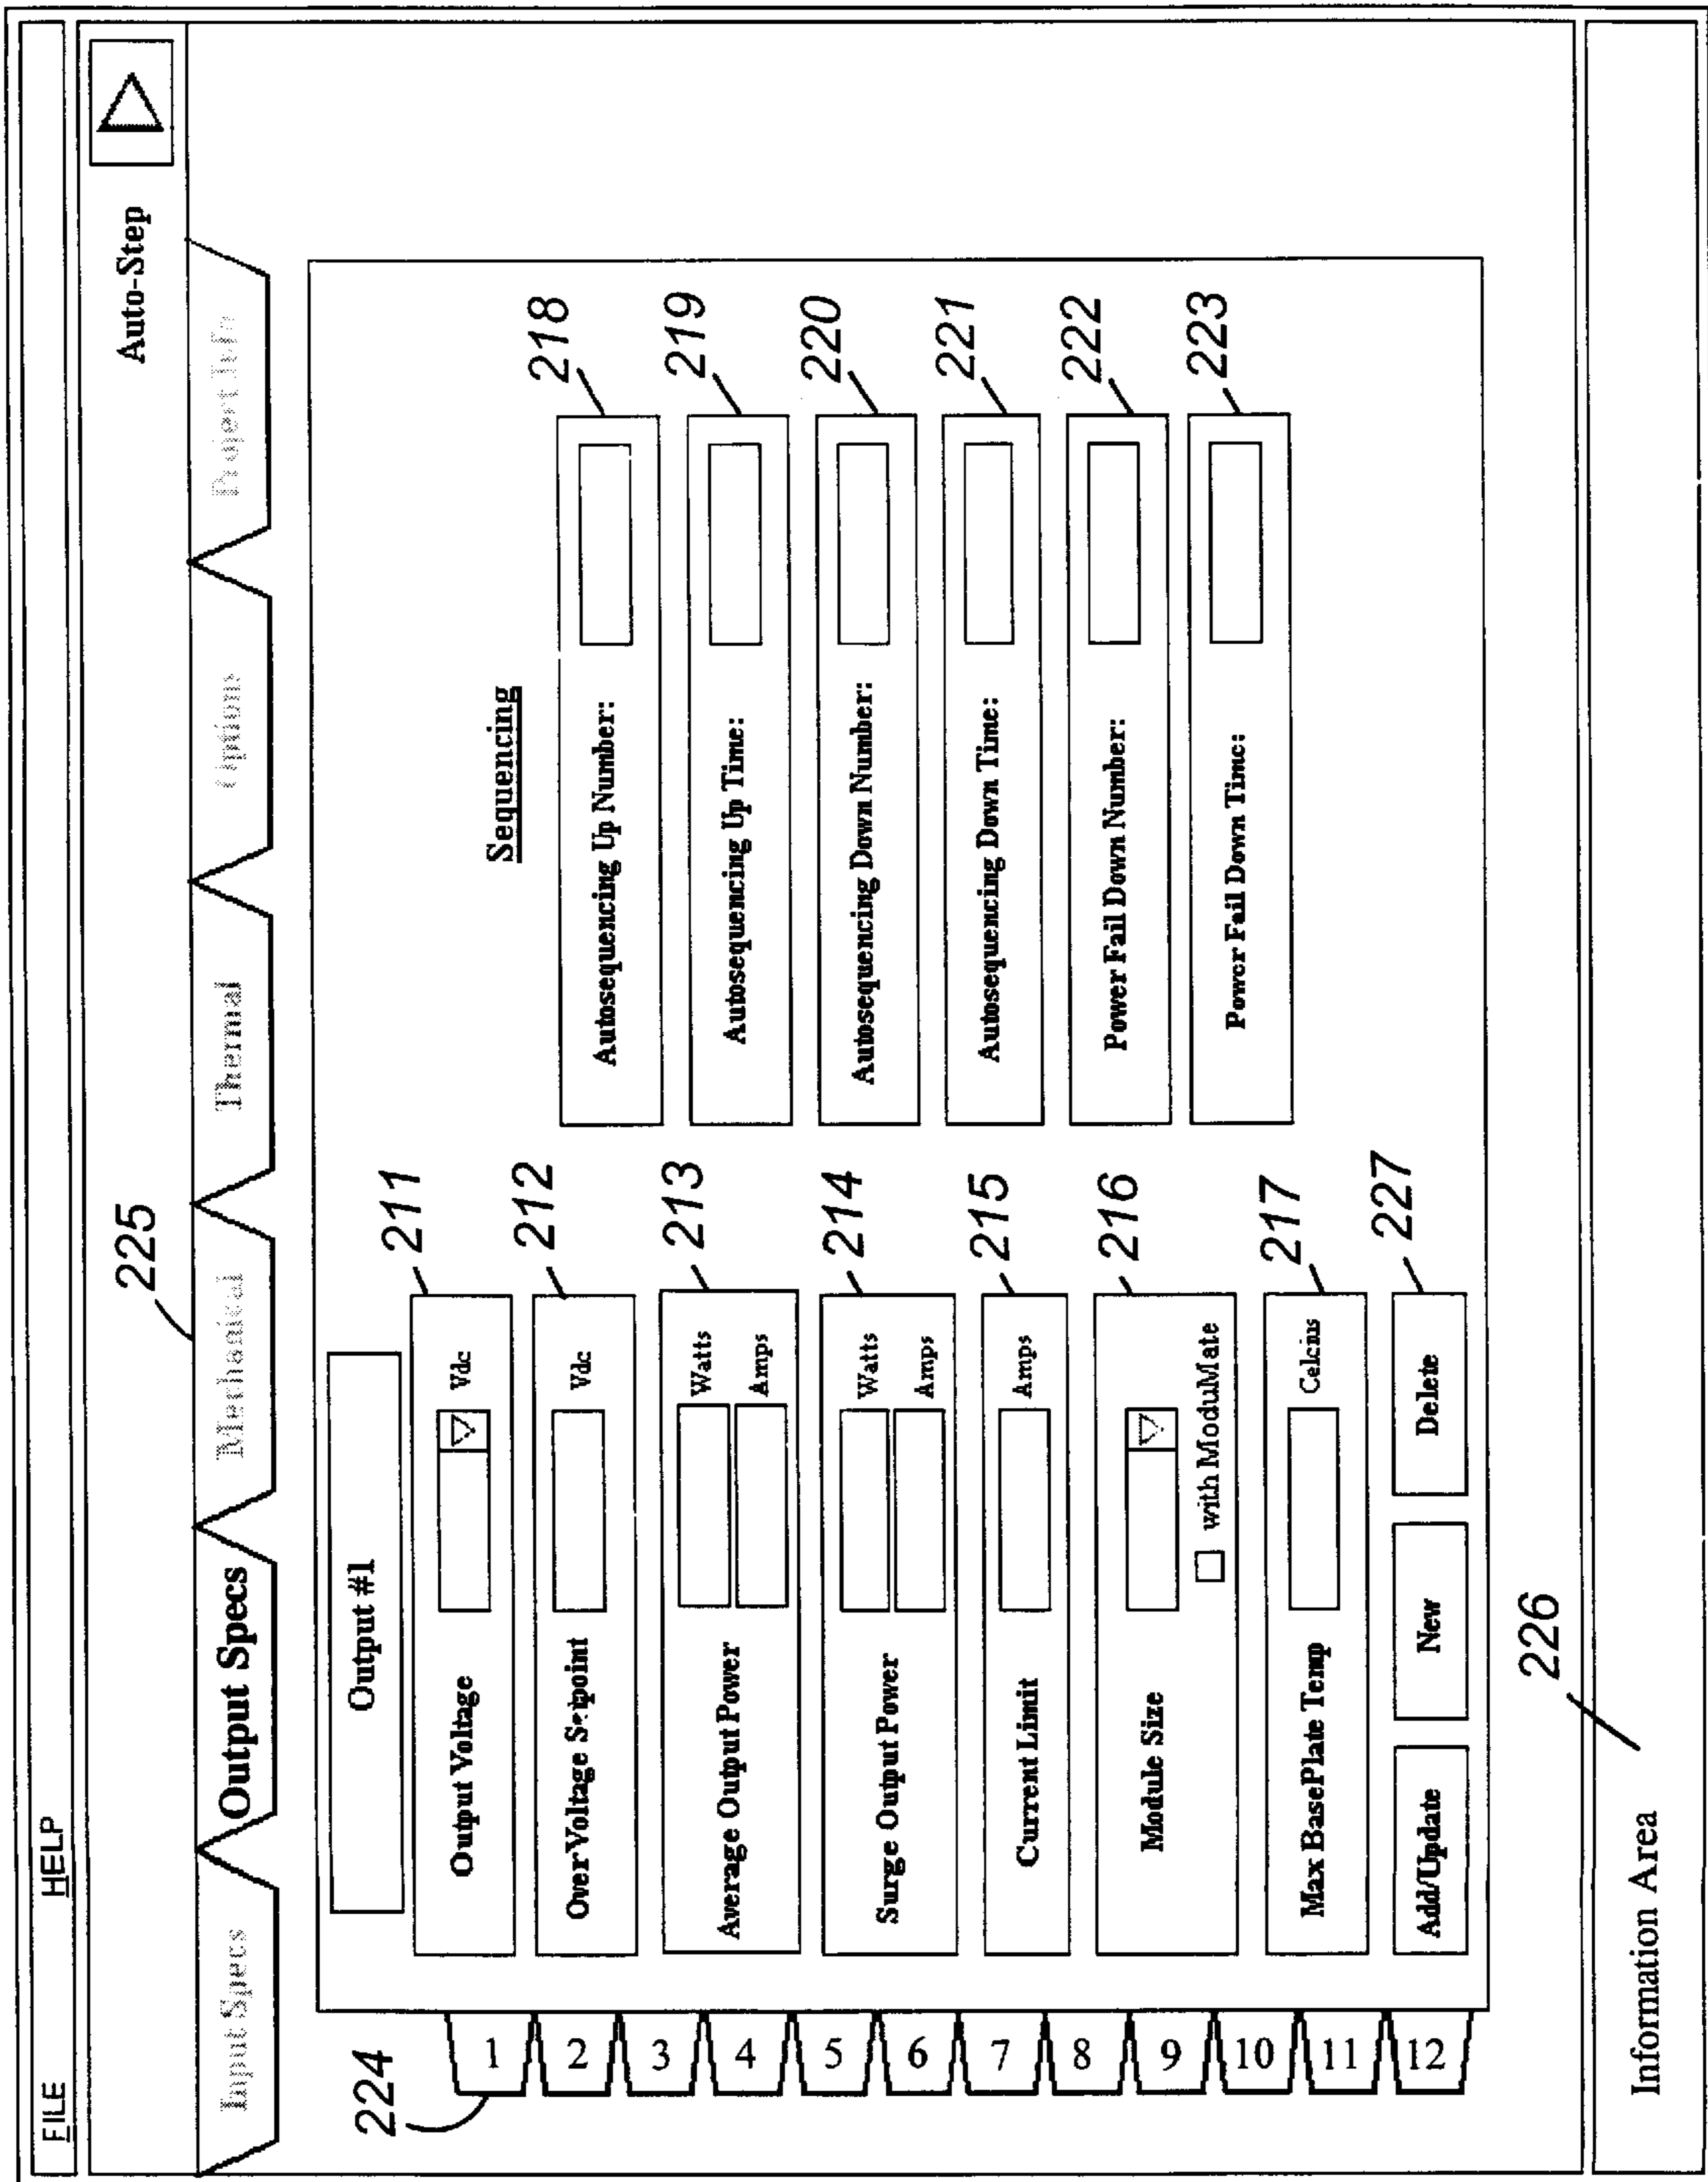 FILE HELP
Auto-Step
225
Input Specs Output Specs Mechanical Thermal Options Project Info
Output #1
Output Voltage Vdc 211
Over Voltage Setpoint Vdc 212
Average Output Power Watts Amps 213
Surge Output Power Watts Amps 214
Current Limit Amps 215
Module Size with ModuMate 216
Max BasePlate Temp Celcius 217
Add/Update New Delete 227
Sequencing
Autosequencing Up Number: 218
Autosequencing Up Time: 219
Autosequencing Down Number: 220
Autosequencing Down Time: 221
Power Fail Down Number: 222
Power Fail Down Time: 223
224
1
2
3
4
5
6
7
8
9
10
11
12
226
Information Area